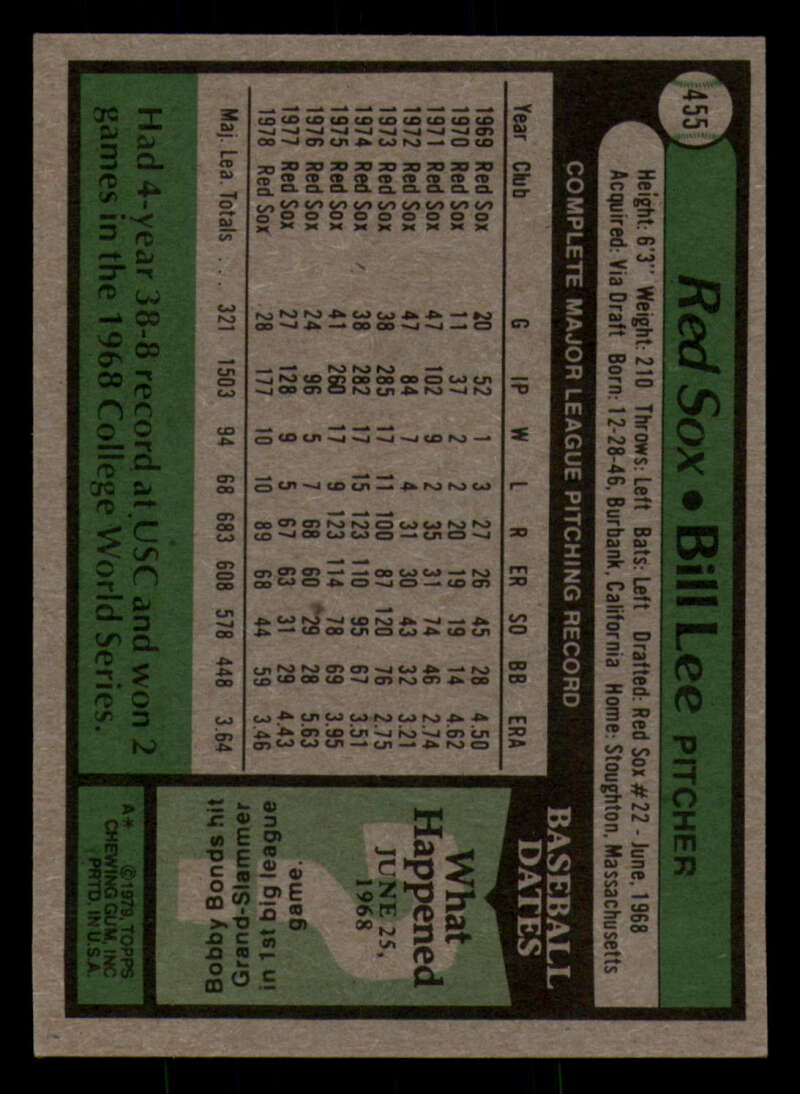 455
Red Sox • Bill Lee PITCHER
Height: 6'3" Weight: 210 Throws: Left Bats: Left Drafted: Red Sox #22 - June, 1968
Acquired: Via Draft Born: 12-28-46, Burbank, California Home: Stoughton, Massachusetts
COMPLETE MAJOR LEAGUE PITCHING RECORD
Year Club G IP W L R ER SO BB ERA
1969 Red Sox 20 52 1 3 27 26 45 28 4.50
1970 Red Sox 11 37 2 2 20 19 19 14 4.62
1971 Red Sox 47 102 9 2 35 31 74 46 2.74
1972 Red Sox 47 84 7 4 31 30 43 32 3.21
1973 Red Sox 38 285 17 11 100 87 120 76 2.75
1974 Red Sox 38 282 17 15 123 110 95 67 3.51
1975 Red Sox 41 260 17 9 123 114 78 69 3.95
1976 Red Sox 24 96 5 7 68 60 29 28 5.63
1977 Red Sox 27 128 9 5 67 63 31 29 4.43
1978 Red Sox 28 177 10 10 89 68 44 59 3.46
Maj. Lea. Totals . . . 321 1503 94 68 683 608 578 448 3.64
Had 4-year 38-8 record at USC and won 2
games in the 1968 College World Series.
BASEBALL
DATES
What
Happened
JUNE 25,
1968
Bobby Bonds hit
Grand-Slammer
in 1st big league
game.
A* ©1979, TOPPS
CHEWING GUM, INC
PRTD. IN U.S.A.